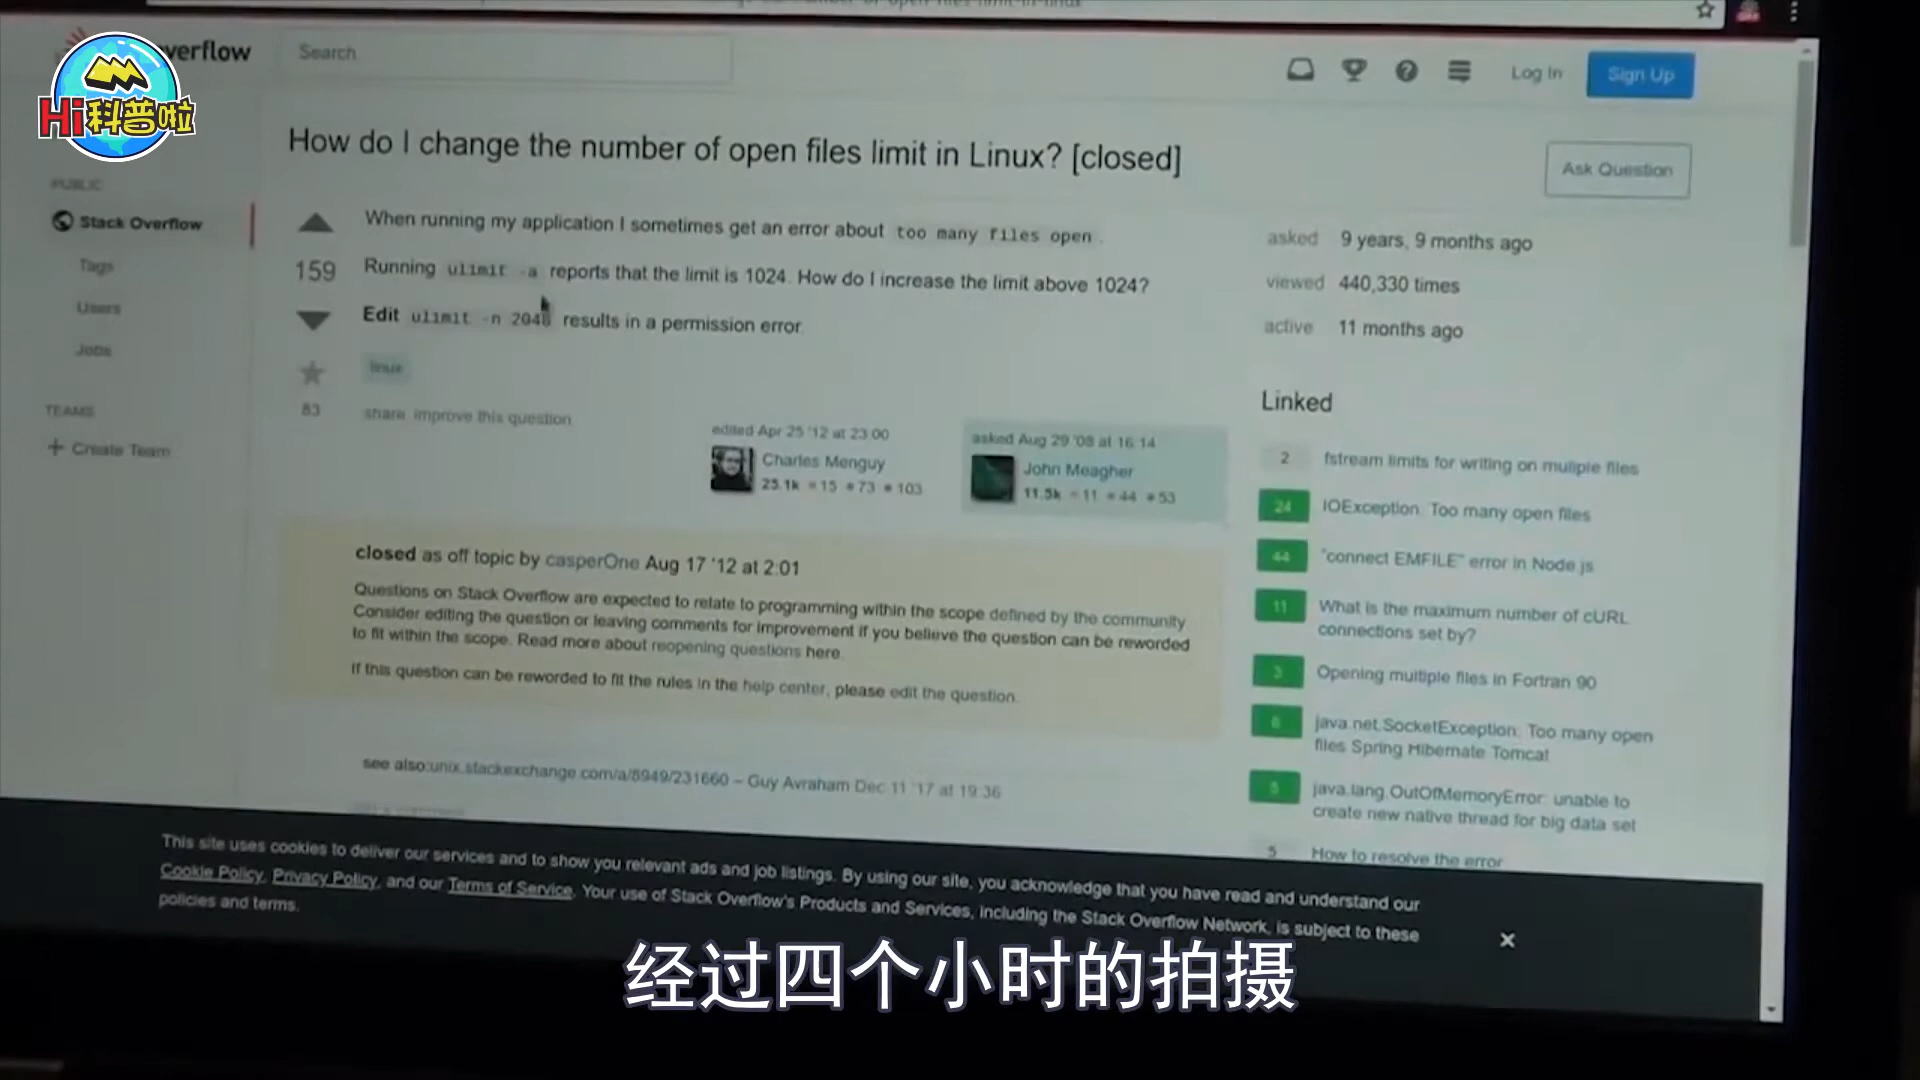 verflow
Search
Log In
Sign Up
Hi科普啦
How do I change the number of open files limit in Linux? [closed]
Ask Question
PUBLIC
Stack Overflow
Tags
Users
Jobs
TEAMS
+ Create Team
When running my application I sometimes get an error about too many files open.
159
Running ulimit -a reports that the limit is 1024. How do I increase the limit above 1024?
Edit ulimit -n 2048 results in a permission error.
linux
83
share improve this question
edited Apr 25 '12 at 23:00
Charles Menguy
25.1k 15 73 103
asked Aug 29 '08 at 16:14
John Meagher
11.5k 11 44 53
closed as off topic by casperOne Aug 17 '12 at 2:01
Questions on Stack Overflow are expected to relate to programming within the scope defined by the community.
Consider editing the question or leaving comments for improvement if you believe the question can be reworded
to fit within the scope. Read more about reopening questions here.
If this question can be reworded to fit the rules in the help center, please edit the question.
see also:unix.stackexchange.com/a/8949/231660 – Guy Avraham Dec 11 '17 at 19:36
asked 9 years, 9 months ago
viewed 440,330 times
active 11 months ago
Linked
2 fstream limits for writing on muliple files
24 IOException: Too many open files
44 "connect EMFILE" error in Node.js
11 What is the maximum number of cURL
connections set by?
3 Opening multiple files in Fortran 90
6 java.net.SocketException: Too many open
files Spring Hibernate Tomcat
5 java.lang.OutOfMemoryError: unable to
create new native thread for big data set
5 How to resolve the error
This site uses cookies to deliver our services and to show you relevant ads and job listings. By using our site, you acknowledge that you have read and understand our
Cookie Policy, Privacy Policy, and our Terms of Service. Your use of Stack Overflow's Products and Services, including the Stack Overflow Network, is subject to these
policies and terms.
经过四个小时的拍摄